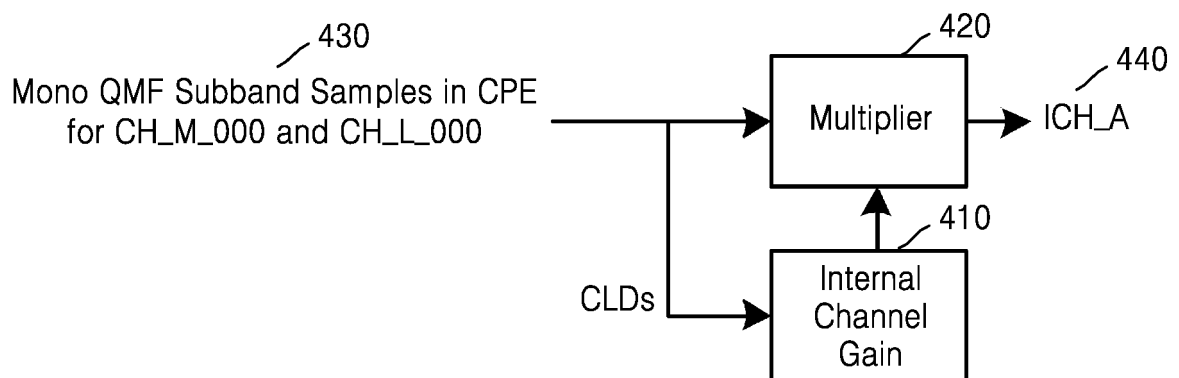 430
Mono QMF Subband Samples in CPE
for CH_M_000 and CH_L_000
420
Multiplier
440
ICH_A
410
Internal
Channel
Gain
CLDs